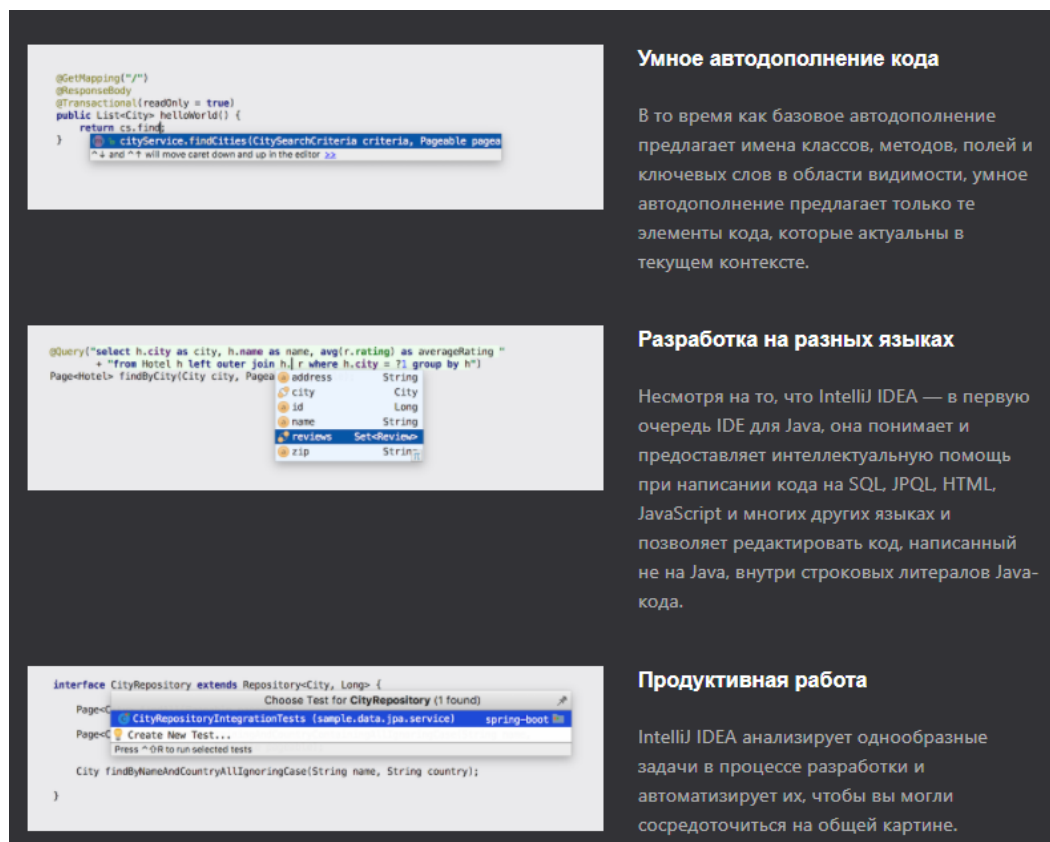 @GetMapping("/")
@ResponseBody
@Transactional(readOnly = true)
public List<City> helloWorld() {
return cs.find;
}
cityService.findCities(CitySearchCriteria criteria, Pageable pagea
^↓ and ^↑ will move caret down and up in the editor >>
Умное автодополнение кода
В то время как базовое автодополнение
предлагает имена классов, методов, полей и
ключевых слов в области видимости, умное
автодополнение предлагает только те
элементы кода, которые актуальны в
текущем контексте.
@Query("select h.city as city, h.name as name, avg(r.rating) as averageRating "
+ "from Hotel h left outer join h. r where h.city = ?1 group by h")
Page<Hotel> findByCity(City city, Pagea
address String
city City
id Long
name String
reviews Set<Review>
zip String
π
Разработка на разных языках
Несмотря на то, что IntelliJ IDEA — в первую
очередь IDE для Java, она понимает и
предоставляет интеллектуальную помощь
при написании кода на SQL, JPQL, HTML,
JavaScript и многих других языках и
позволяет редактировать код, написанный
не на Java, внутри строковых литералов Java-
кода.
interface CityRepository extends Repository<City, Long> {
Choose Test for CityRepository (1 found)
Page<C
CityRepositoryIntegrationTests (sample.data.jpa.service) spring-boot
Page<C
Create New Test...
Press ^⇧R to run selected tests
City findByNameAndCountryAllIgnoringCase(String name, String country);
}
Продуктивная работа
IntelliJ IDEA анализирует однообразные
задачи в процессе разработки и
автоматизирует их, чтобы вы могли
сосредоточиться на общей картине.